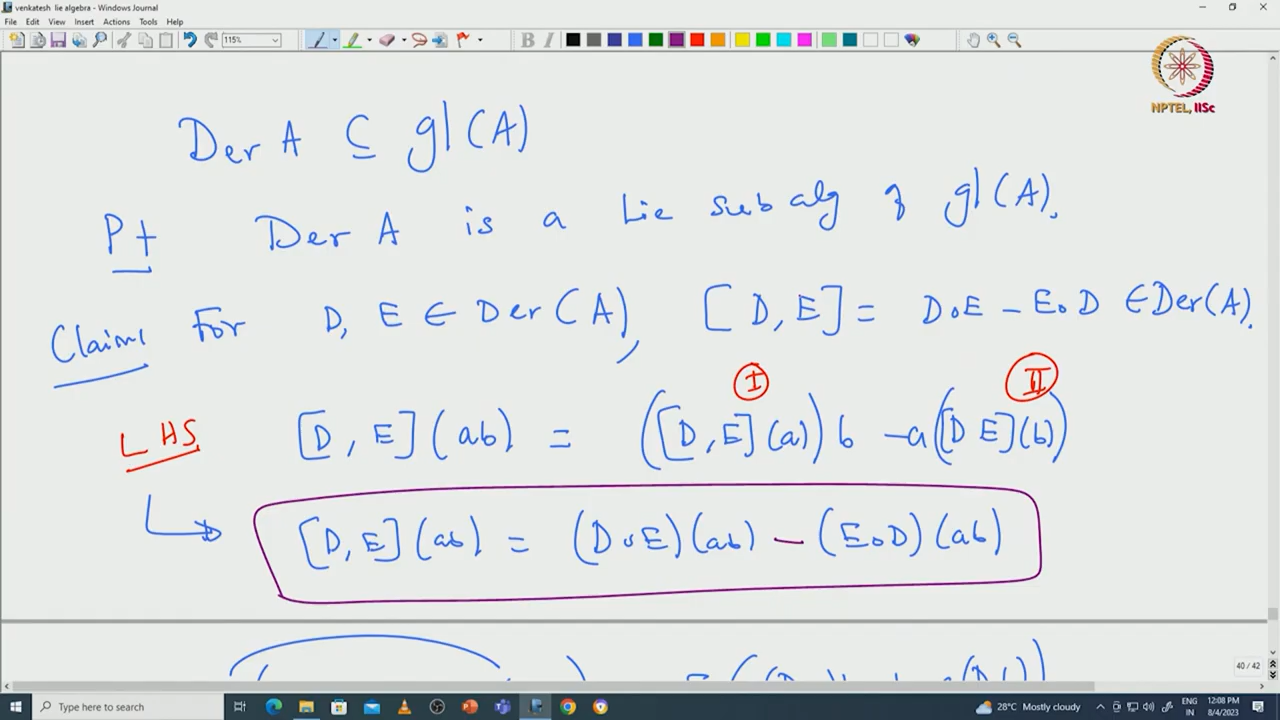 venkatesh lie algebra - Windows Journal
File Edit View Insert Actions Tools Help
115%
B I
NPTEL, IISc
Der A ⊆ gl(A)
Pt Der A is a Lie sub alg of gl(A).
Claim For D, E ∈ Der(A), [D, E] = D∘E - E∘D ∈ Der(A).
I II
LHS [D, E](ab) = ([D, E](a)) b - a([D E](b))
[D, E](ab) = (D∘E)(ab) - (E∘D)(ab)
40 / 42
Type here to search
28°C Mostly cloudy
ENG IN
12:08 PM
8/4/2023